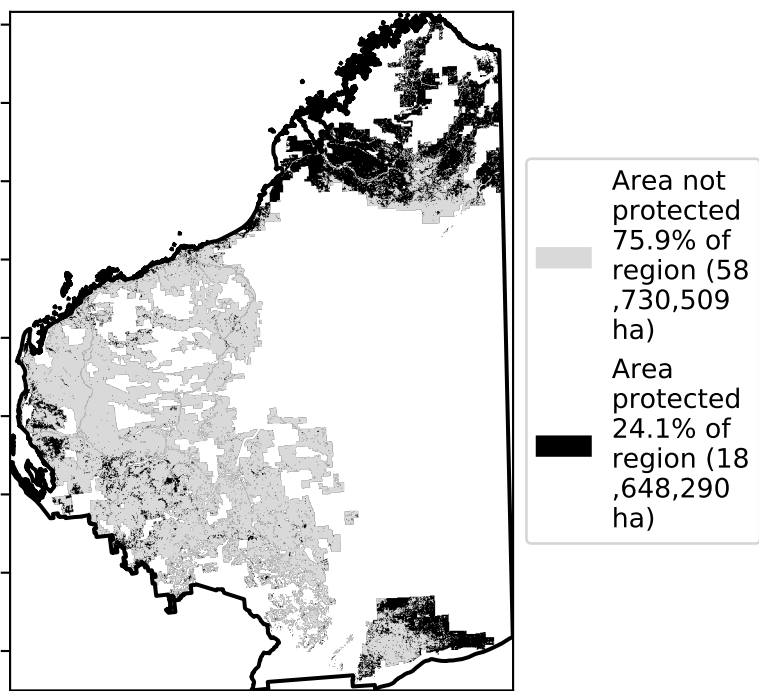 Area not
protected
75.9% of
region (58
,730,509
ha)
Area
protected
24.1% of
region (18
,648,290
ha)